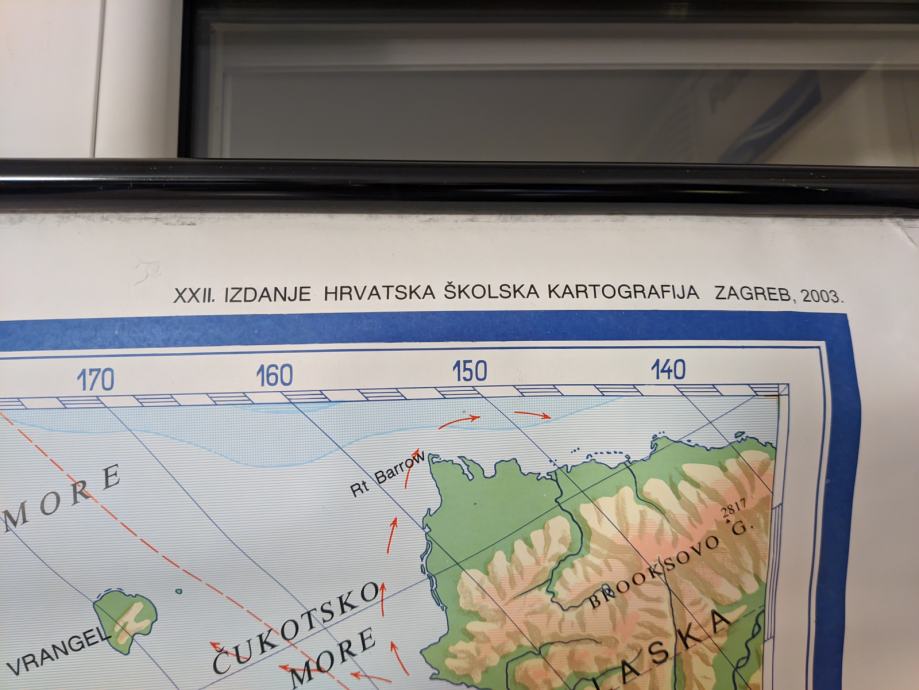 XXII. IZDANJE HRVATSKA ŠKOLSKA KARTOGRAFIJA ZAGREB, 2003.
170 160 150 140
Rt Barrow
MORE
2817
BROOKSOVO G.
ČUKOTSKO
MORE
VRANGEL
LASKA